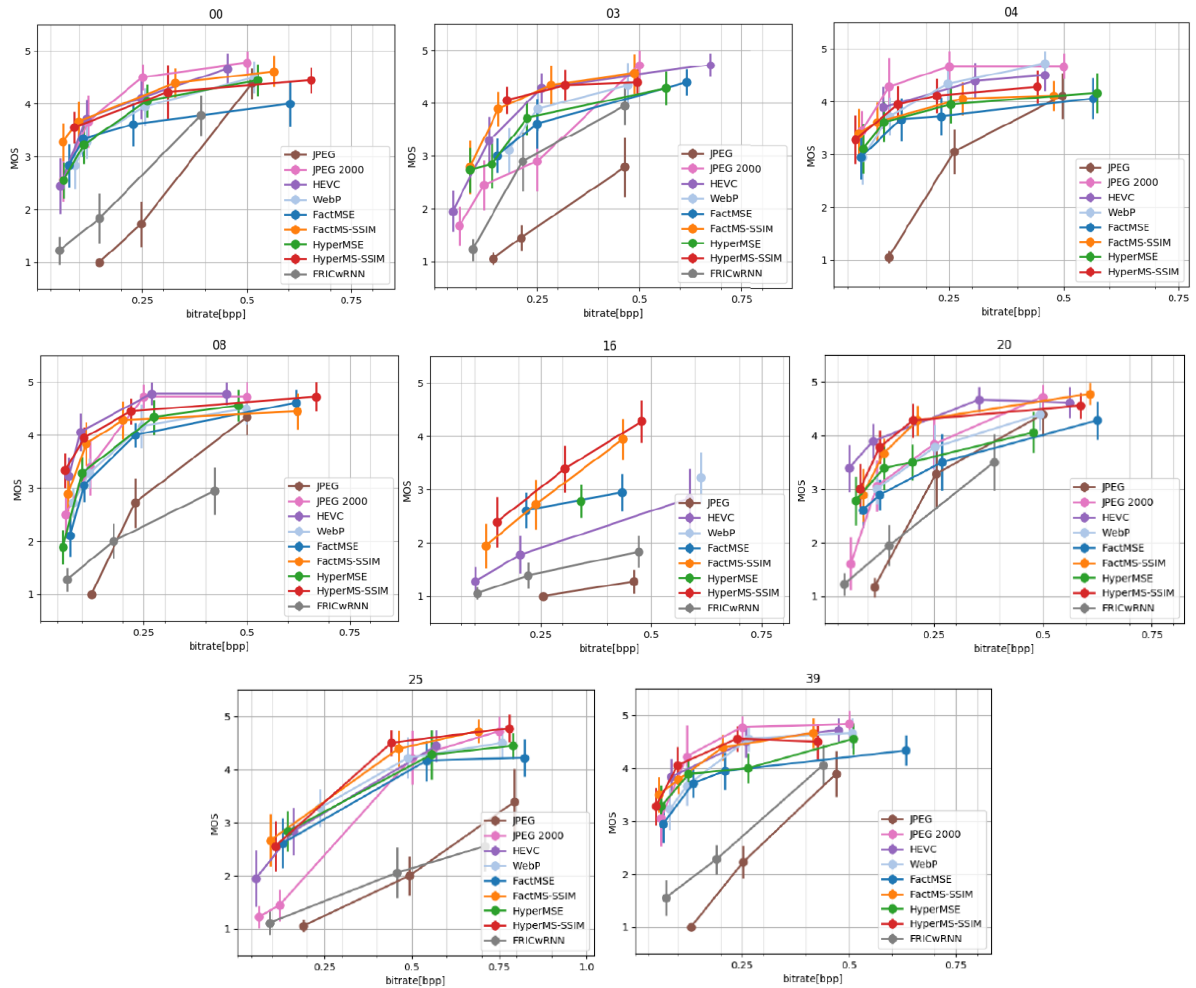 00
5
4
3
2
1
MOS
0.25
0.5
0.75
bitrate[bpp]
JPEG
JPEG 2000
HEVC
WebP
FactMSE
FactMS-SSIM
HyperMSE
HyperMS-SSIM
FRICwRNN
03
5
4
3
2
1
MOS
0.25
0.5
0.75
bitrate[bpp]
JPEG
JPEG 2000
HEVC
WebP
FactMSE
FactMS-SSIM
HyperMSE
HyperMS-SSIM
FRICwRNN
04
5
4
3
2
1
MOS
0.25
0.5
0.75
bitrate[bpp]
JPEG
JPEG 2000
HEVC
WebP
FactMSE
FactMS-SSIM
HyperMSE
HyperMS-SSIM
08
5
4
3
2
1
MOS
0.25
0.5
0.75
bitrate[bpp]
JPEG
JPEG 2000
HEVC
WebP
FactMSE
FactMS-SSIM
HyperMSE
HyperMS-SSIM
FRICwRNN
16
5
4
3
2
1
MOS
0.25
0.5
0.75
bitrate[bpp]
JPEG
HEVC
WebP
FactMSE
FactMS-SSIM
HyperMSE
HyperMS-SSIM
FRICwRNN
20
5
4
3
2
1
MOS
0.25
0.5
0.75
bitrate[bpp]
JPEG
JPEG 2000
HEVC
WebP
FactMSE
FactMS-SSIM
HyperMSE
HyperMS-SSIM
FRICwRNN
25
5
4
3
2
1
MOS
0.25
0.5
0.75
1.0
bitrate[bpp]
JPEG
JPEG 2000
HEVC
WebP
FactMSE
FactMS-SSIM
HyperMSE
HyperMS-SSIM
FRICwRNN
39
5
4
3
2
1
MOS
0.25
0.5
0.75
bitrate[bpp]
JPEG
JPEG 2000
HEVC
WebP
FactMSE
FactMS-SSIM
HyperMSE
HyperMS-SSIM
FRICwRNN